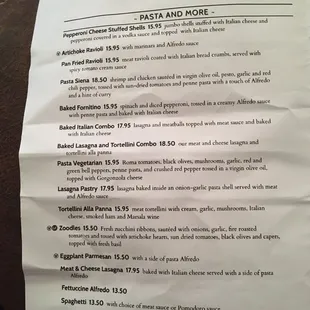 - PASTA AND MORE -
Pepperoni Cheese Stuffed Shells 15.95 jumbo shells stuffed with Italian cheese and
pepperoni covered in a vodka sauce and topped with Italian cheese
Artichoke Ravioli 15.95 with marinara and Alfredo sauce
Pan Fried Ravioli 15.95 meat ravioli coated with Italian bread crumbs, served with
spicy tomato cream sauce
Pasta Siena 18.50 shrimp and chicken sautéed in virgin olive oil, pesto, garlic and red
chili pepper, tossed with sun-dried tomatoes and penne pasta with a touch of Alfredo
and a hint of curry
Baked Fornitino 15.95 spinach and diced pepperoni, tossed in a creamy Alfredo sauce
with penne pasta and baked with Italian cheese
Baked Italian Combo 17.95 lasagna and meatballs topped with meat sauce and baked
with Italian cheese
Baked Lasagna and Tortellini Combo 18.50 our meat and cheese lasagna and
tortellini alla panna
Pasta Vegetarian 15.95 Roma tomatoes, black olives, mushrooms, garlic, red and
green bell peppers, penne pasta, and crushed red pepper tossed in a virgin olive oil,
topped with Gorgonzola cheese
Lasagna Pastry 17.95 lasagna baked inside an onion-garlic pasta shell served with meat
and Alfredo sauce
Tortellini Alla Panna 15.95 meat tortellini with cream, garlic, mushrooms, Italian
cheese, smoked ham and Marsala wine
Zoodles 15.50 Fresh zucchini ribbons, sautéed with onions, garlic, fire roasted
tomatoes and tossed with artichoke hearts, sun dried tomatoes, black olives and capers,
topped with fresh basil
Eggplant Parmesan 15.50 with a side of pasta Alfredo
Meat & Cheese Lasagna 17.95 baked with Italian cheese served with a side of pasta
Alfredo
Fettuccine Alfredo 13.50
Spaghetti 13.50 with choice of meat sauce or Pomodoro sauce